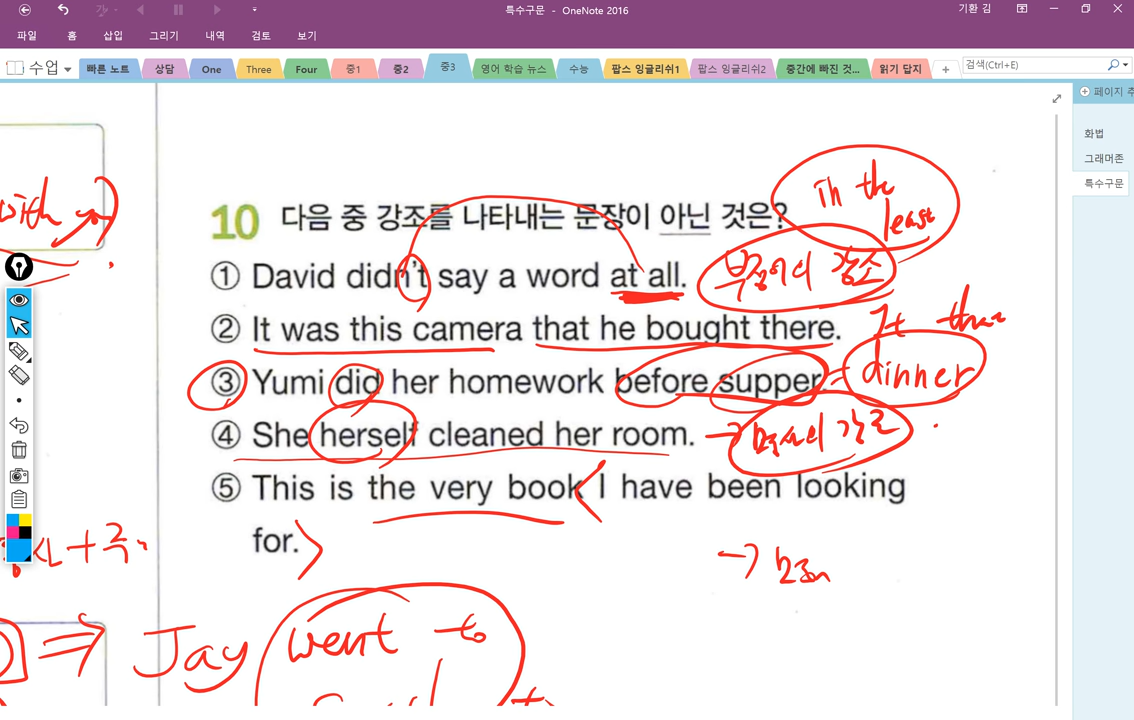 특수구문 - OneNote 2016
기환 김
파일 홈 삽입 그리기 내역 검토 보기
수업 빠른 노트 상담 One Three Four 중1 중2 중3 영어 학습 뉴스 수능 팝스 잉글리쉬1 팝스 잉글리쉬2 중간에 빠진 것... 읽기 답지 + 검색(Ctrl+E)
페이지 추
화법
그래머존
특수구문
with you
in the
least
10 다음 중 강조를 나타내는 문장이 아닌 것은?
① David didn't say a word at all.
부정어의 강조
② It was this camera that he bought there.
It that
③ Yumi did her homework before supper.
= dinner
④ She herself cleaned her room.
→ 명사의 강조
⑤ This is the very book I have been looking
for.
→
⇒ Jay went to